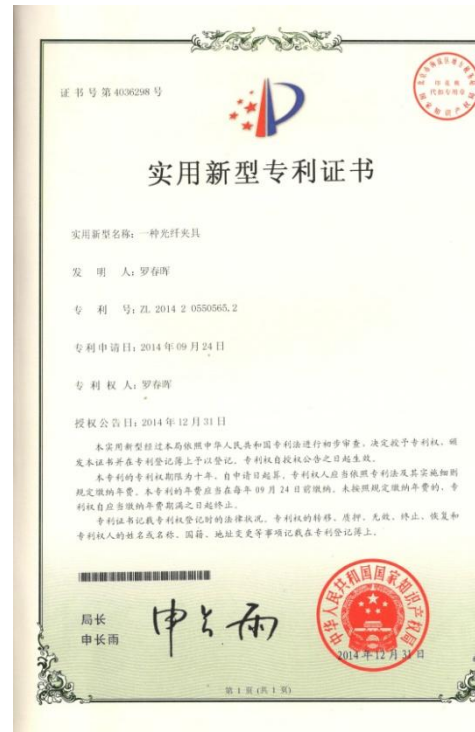 证书号第4036298号
实用新型专利证书
实用新型名称：一种光纤夹具
发 明 人：罗春晖
专 利 号：ZL 2014 2 0550565.2
专利申请日：2014年09月24日
专 利 权 人：罗春晖
授权公告日：2014年12月31日
本实用新型经过本局依照中华人民共和国专利法进行初步审查，决定授予专利权，颁
发本证书并在专利登记簿上予以登记。专利权自授权公告之日起生效。
本专利的专利权期限为十年，自申请日起算。专利权人应当依照专利法及其实施细则
规定缴纳年费。本专利的年费应当在每年09月24日前缴纳。未按照规定缴纳年费的，专
利权自应当缴纳年费期满之日起终止。
专利证书记载专利权登记时的法律状况。专利权的转移、质押、无效、终止、恢复和
专利权人的姓名或名称、国籍、地址变更等事项记载在专利登记簿上。
局长
申长雨
申长雨
中华人民共和国国家知识产权局
2014年12月31日
第 1 页 (共 1 页)